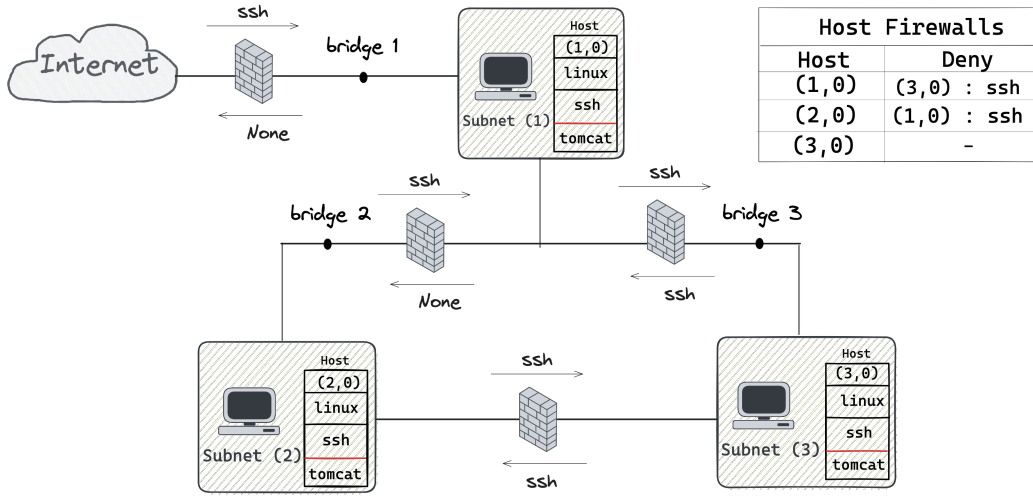 ssh
Internet
bridge 1
None
Host
(1,0)
linux
ssh
tomcat
Subnet (1)
Host Firewalls
Host Deny
(1,0) (3,0) : ssh
(2,0) (1,0) : ssh
(3,0) -
ssh
bridge 2
None
ssh
bridge 3
ssh
Host
(2,0)
linux
ssh
tomcat
Subnet (2)
ssh
ssh
Host
(3,0)
linux
ssh
tomcat
Subnet (3)